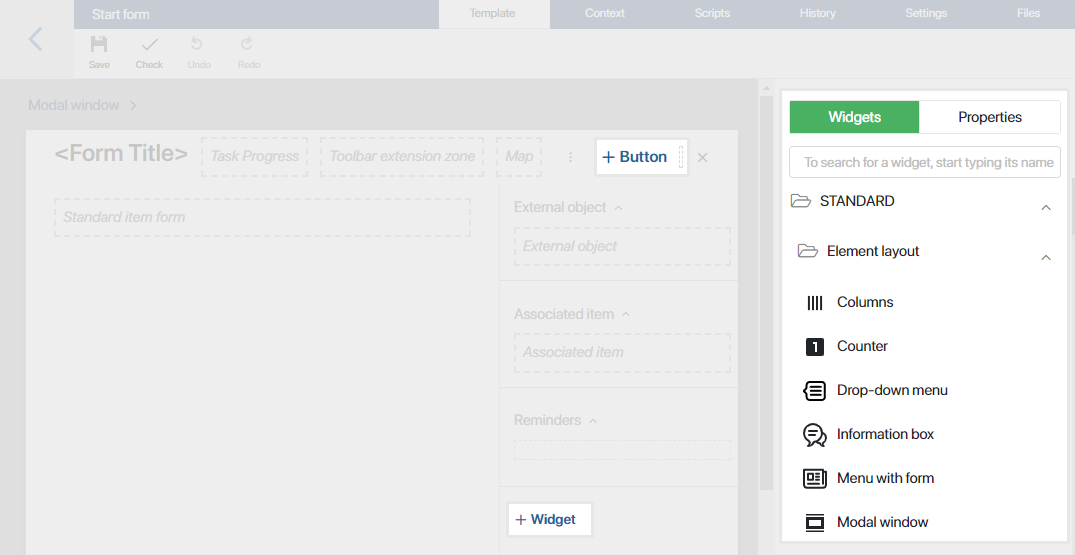 Start form
Template
Context
Scripts
History
Settings
Files
Save
Check
Undo
Redo
Modal window
<Form Title>
Task Progress
Toolbar extension zone
Map
+ Button
Standard item form
External object
External object
Associated item
Associated item
Reminders
+ Widget
Widgets
Properties
To search for a widget, start typing its name
STANDARD
Element layout
Columns
1
Counter
Drop-down menu
Information box
Menu with form
Modal window